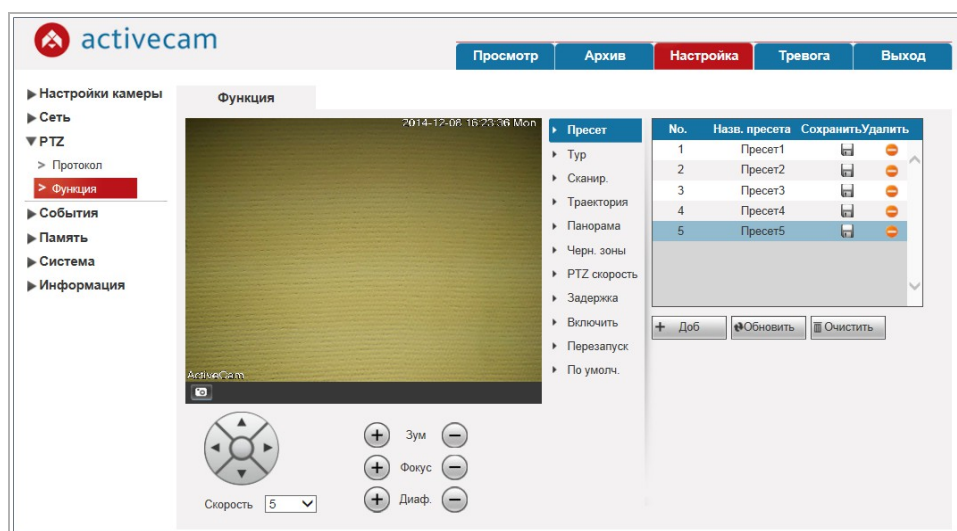 activecam
Просмотр Архив Настройка Тревога Выход
Настройки камеры
Сеть
PTZ
> Протокол
> Функция
События
Память
Система
Информация
Функция
2014-12-08 16:23:36 Mon
ActiveCam
Пресет
Тур
Сканир.
Траектория
Панорама
Черн. зоны
PTZ скорость
Задержка
Включить
Перезапуск
По умолч.
No. Назв. пресета Сохранить Удалить
1 Пресет1
2 Пресет2
3 Пресет3
4 Пресет4
5 Пресет5
+ Доб Обновить Очистить
Зум
Фокус
Диаф.
Скорость 5